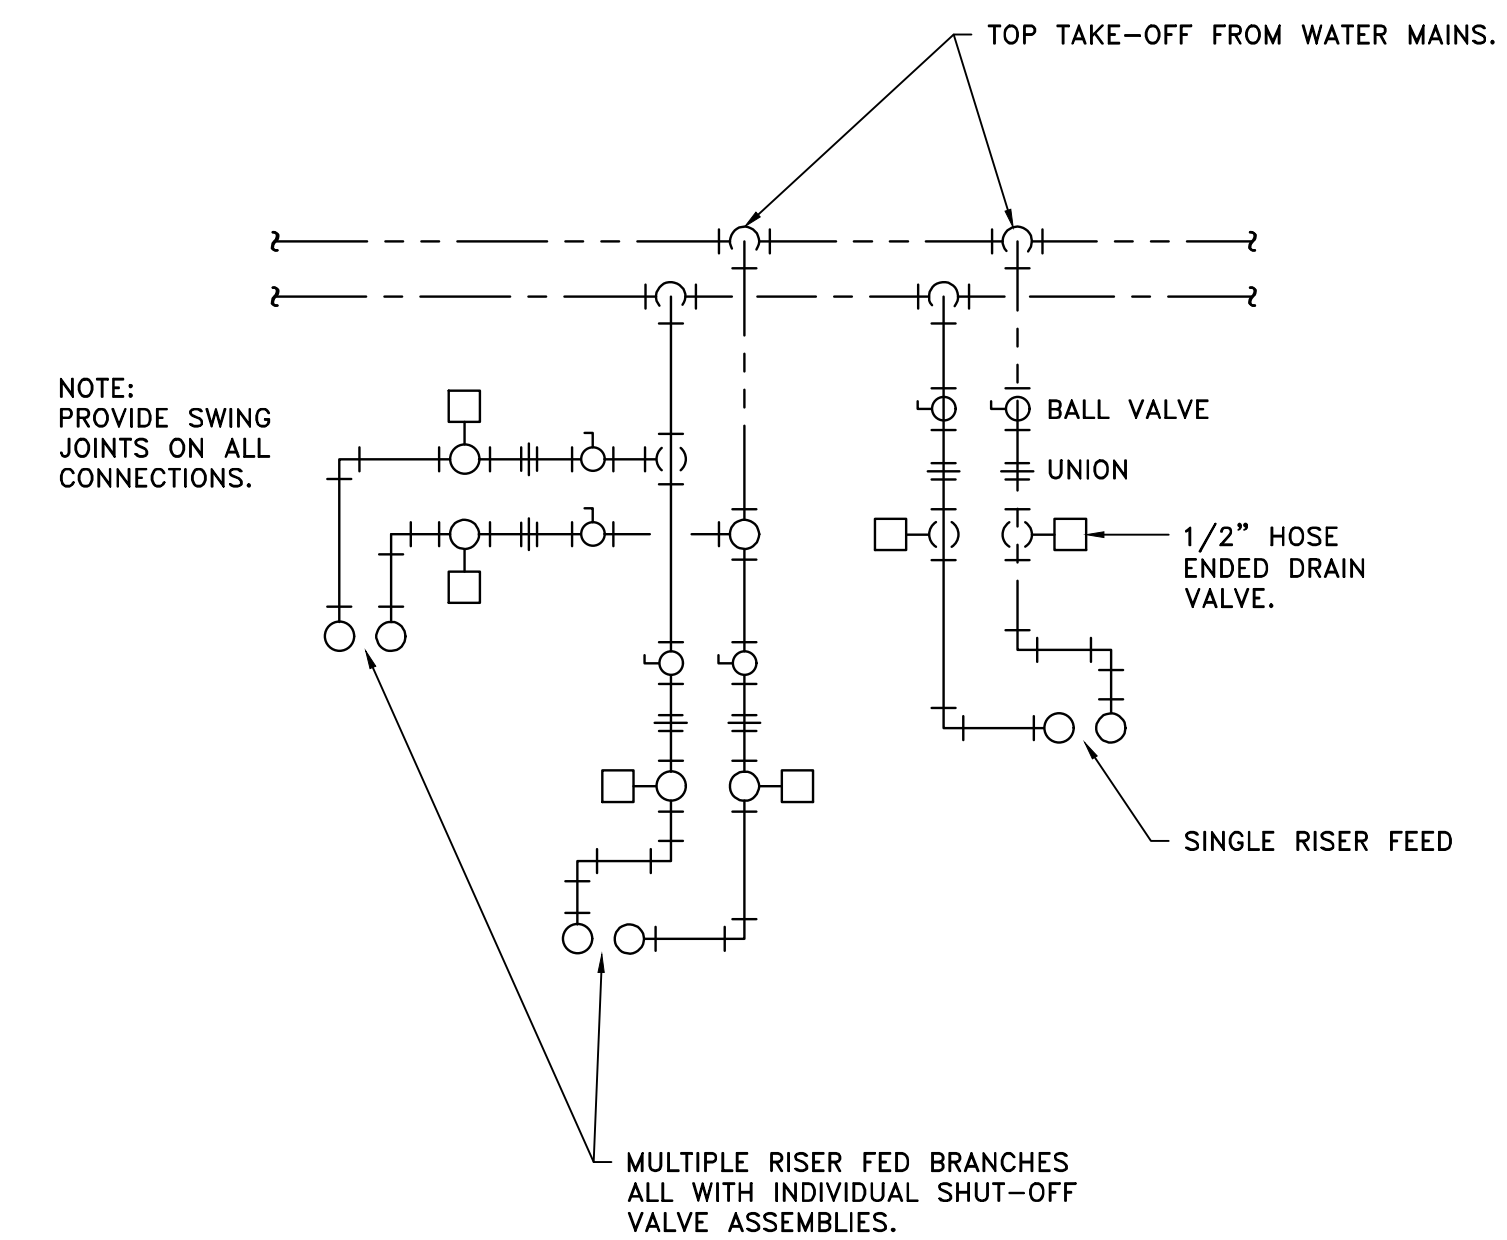 TOP TAKE-OFF FROM WATER MAINS.
NOTE:
PROVIDE SWING
JOINTS ON ALL
CONNECTIONS.
BALL VALVE
UNION
1/2" HOSE
ENDED DRAIN
VALVE.
SINGLE RISER FEED
MULTIPLE RISER FED BRANCHES
ALL WITH INDIVIDUAL SHUT-OFF
VALVE ASSEMBLIES.